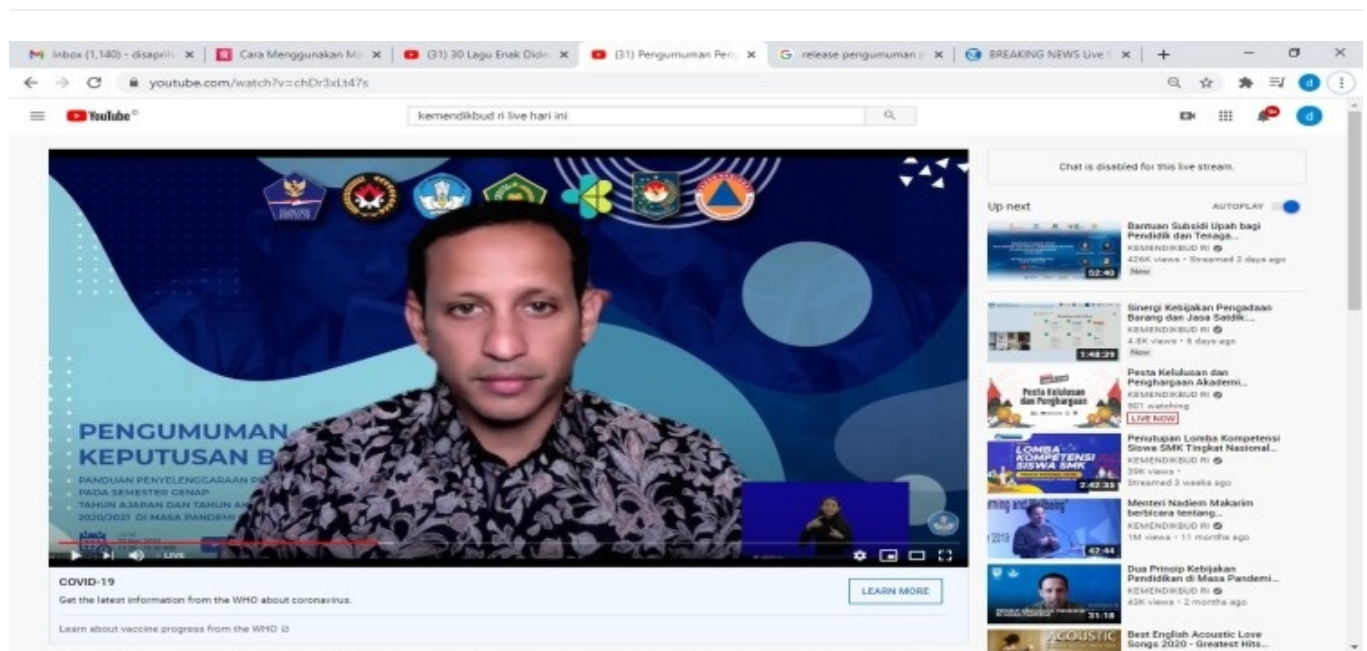 Inbox (1,140) - disaprili
Cara Menggunakan Mi
(31) 30 Lagu Enak Dide
(31) Pengumuman Pen
release pengumuman
BREAKING NEWS Live S
youtube.com/watch?v=chDr3xLt47s
YouTube
kemendikbud ri live hari ini
PENGUMUMAN
KEPUTUSAN B
PANDUAN PENYELENGGARAAN P
PADA SEMESTER GENAP
TAHUN AJARAN DAN TAHUN A
2020/2021 DI MASA PANDEMI
LIVE
COVID-19
Get the latest information from the WHO about coronavirus.
LEARN MORE
Learn about vaccine progress from the WHO
Chat is disabled for this live stream.
Up next
AUTOPLAY
52:40
Bantuan Subsidi Upah bagi
Pendidik dan Tenaga...
KEMENDIKBUD RI
426K views • Streamed 2 days ago
New
1:48:39
Sinergi Kebijakan Pengadaan
Barang dan Jasa Satdik:...
KEMENDIKBUD RI
4.8K views • 6 days ago
New
Pesta Kelulusan
dan Penghargaan
Pesta Kelulusan dan
Penghargaan Akademi...
KEMENDIKBUD RI
501 watching
LIVE NOW
LOMBA
KOMPETENSI
SISWA SMK
2:42:35
Penutupan Lomba Kompetensi
Siswa SMK Tingkat Nasional...
KEMENDIKBUD RI
39K views •
Streamed 3 weeks ago
42:44
Menteri Nadiem Makarim
berbicara tentang...
KEMENDIKBUD RI
1M views • 11 months ago
31:18
Dua Prinsip Kebijakan
Pendidikan di Masa Pandemi...
KEMENDIKBUD RI
43K views • 2 months ago
ACOUSTIC
Best English Acoustic Love
Songs 2020 - Greatest Hits...